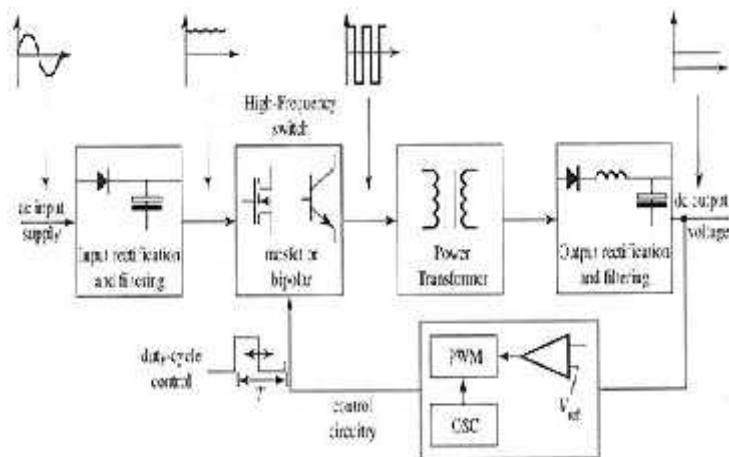 High-Frequency
switch
ac input
supply
Input rectification
and filtering
mosfet or
bipolar
Power
Transformer
Output rectification
and filtering
dc output
voltage
duty-cycle
control
T
control
circuitry
PWM
OSC
Vref